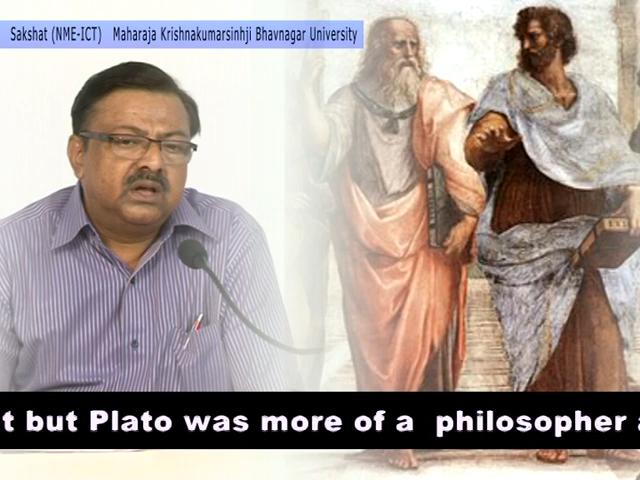 Sakshat (NME-ICT)   Maharaja Krishnakumarsinhji Bhavnagar University
t but Plato was more of a  philosopher a